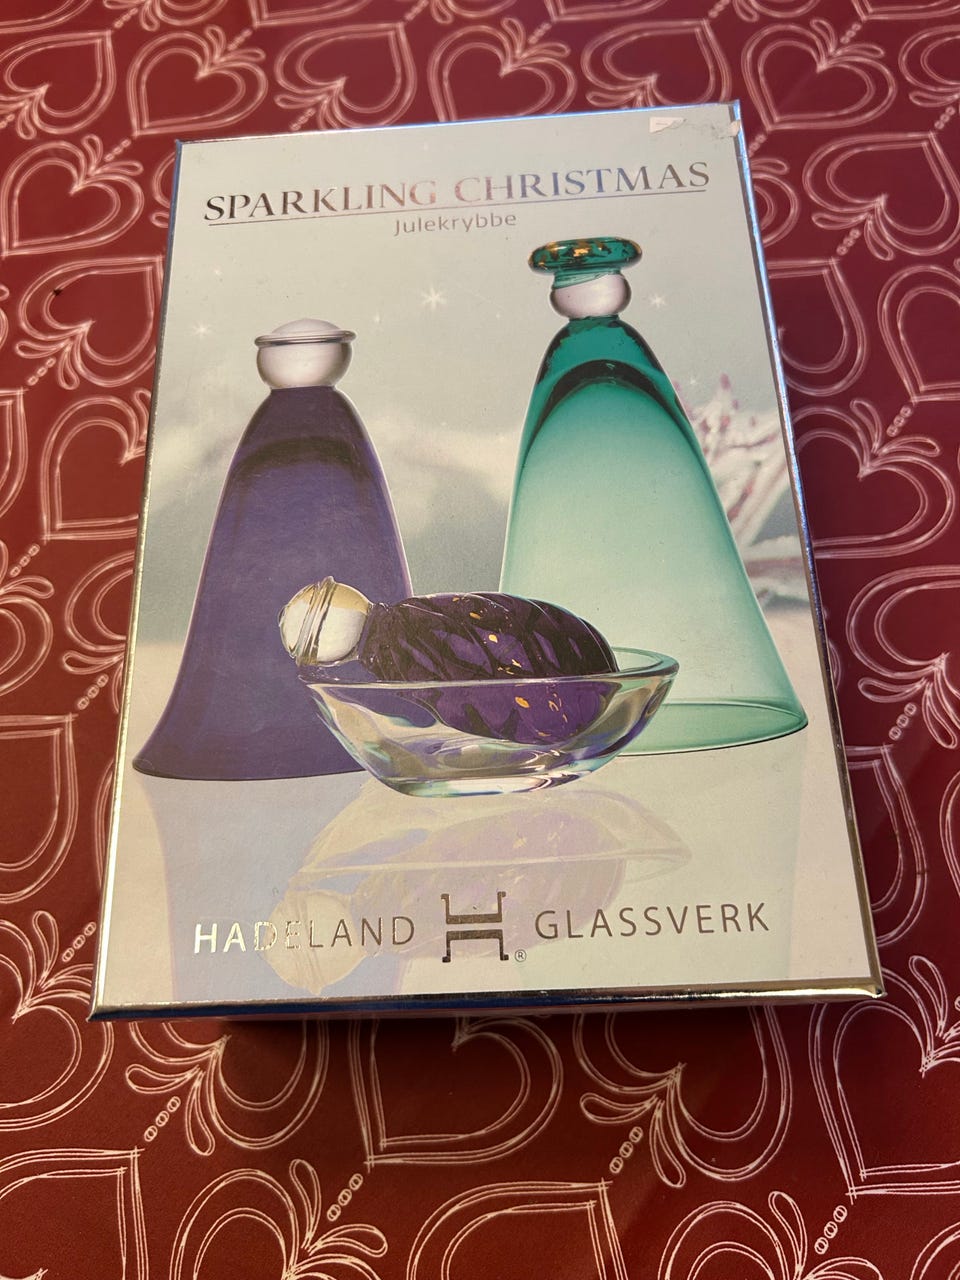 SPARKLING CHRISTMAS
Julekrybbe
HADELAND GLASSVERK
®